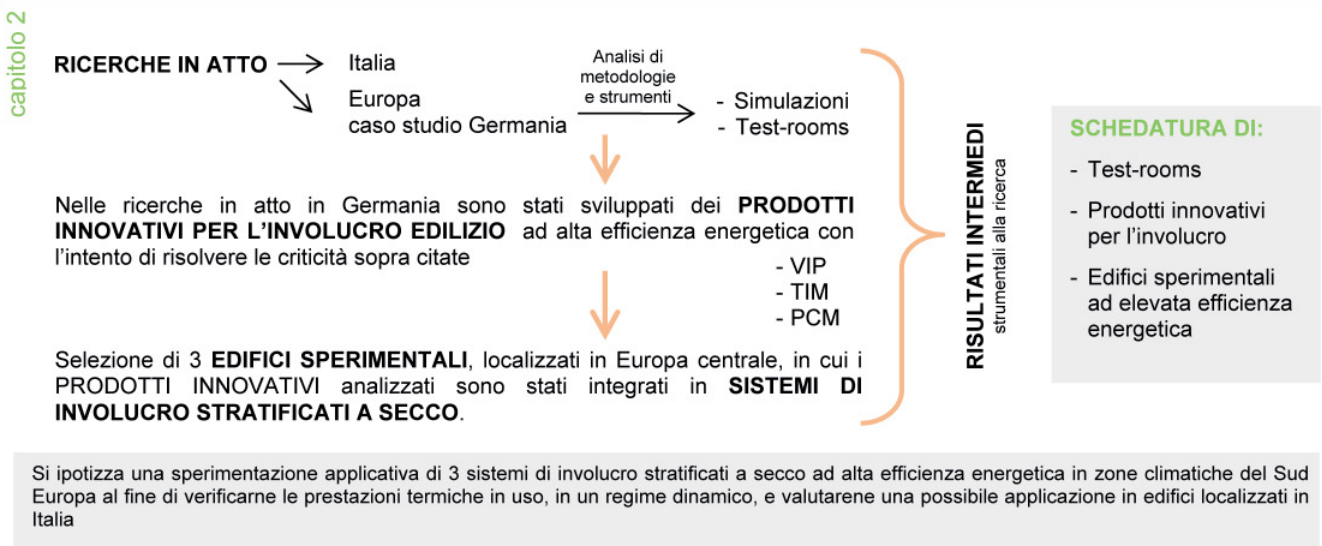 capitolo 2
RICERCHE IN ATTO
Italia
Europa
caso studio Germania
Analisi di
metodologie
e strumenti
- Simulazioni
- Test-rooms
Nelle ricerche in atto in Germania sono stati sviluppati dei PRODOTTI
INNOVATIVI PER L'INVOLUCRO EDILIZIO ad alta efficienza energetica con
l'intento di risolvere le criticità sopra citate
- VIP
- TIM
- PCM
Selezione di 3 EDIFICI SPERIMENTALI, localizzati in Europa centrale, in cui i
PRODOTTI INNOVATIVI analizzati sono stati integrati in SISTEMI DI
INVOLUCRO STRATIFICATI A SECCO.
RISULTATI INTERMEDI
strumentali alla ricerca
SCHEDATURA DI:
- Test-rooms
- Prodotti innovativi
per l'involucro
- Edifici sperimentali
ad elevata efficienza
energetica
Si ipotizza una sperimentazione applicativa di 3 sistemi di involucro stratificati a secco ad alta efficienza energetica in zone climatiche del Sud
Europa al fine di verificarne le prestazioni termiche in uso, in un regime dinamico, e valutarene una possibile applicazione in edifici localizzati in
Italia